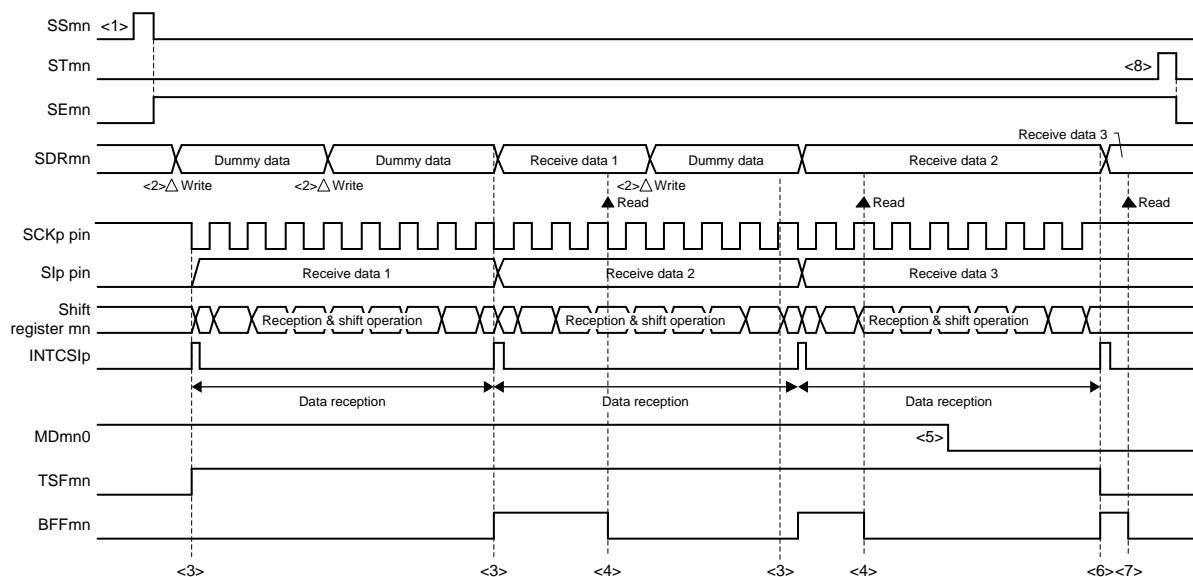 SSmn <1>
STmn <8>
SEmn
Receive data 3
SDRmn Dummy data Dummy data Receive data 1 Dummy data Receive data 2
<2> Write <2> Write <2> Write
Read Read Read
SCKp pin
SIp pin Receive data 1 Receive data 2 Receive data 3
Shift
register mn Reception & shift operation Reception & shift operation Reception & shift operation
INTCSIp
Data reception Data reception Data reception
MDmn0 <5>
TSFmn
BFFmn
<3> <3> <4> <3> <4> <6> <7>